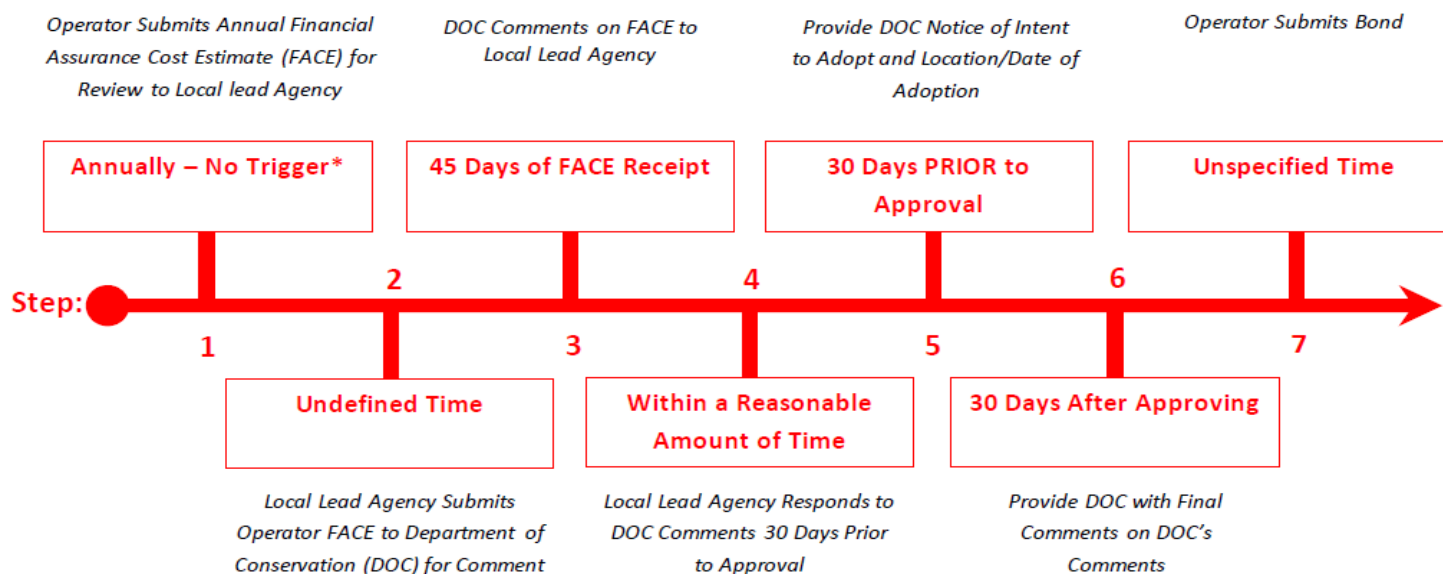 Operator Submits Annual Financial
Assurance Cost Estimate (FACE) for
Review to Local lead Agency
DOC Comments on FACE to
Local Lead Agency
Provide DOC Notice of Intent
to Adopt and Location/Date of
Adoption
Operator Submits Bond
Annually – No Trigger*
45 Days of FACE Receipt
30 Days PRIOR to
Approval
Unspecified Time
2
4
6
Step:
1
3
5
7
Undefined Time
Within a Reasonable
Amount of Time
30 Days After Approving
Local Lead Agency Submits
Operator FACE to Department of
Conservation (DOC) for Comment
Local Lead Agency Responds to
DOC Comments 30 Days Prior
to Approval
Provide DOC with Final
Comments on DOC’s
Comments